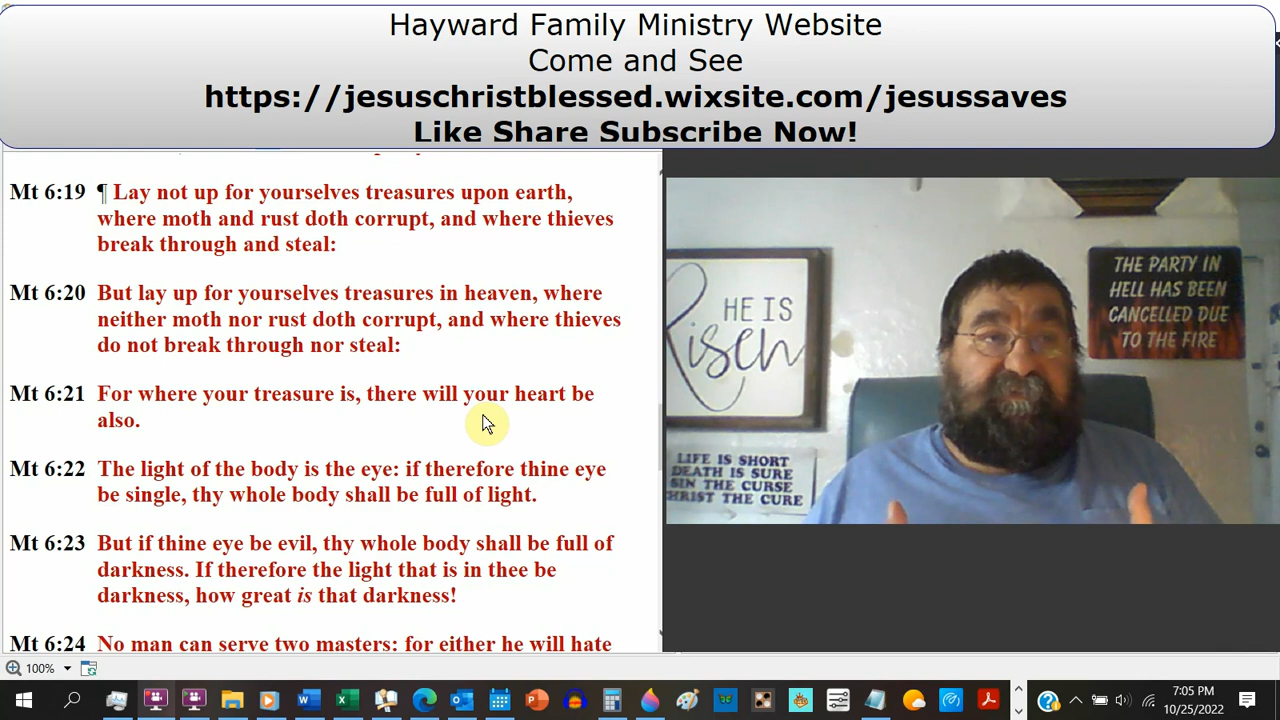 Hayward Family Ministry Website
Come and See
https://jesuschristblessed.wixsite.com/jesussaves
Like Share Subscribe Now!
Mt 6:19 ¶ Lay not up for yourselves treasures upon earth,
where moth and rust doth corrupt, and where thieves
break through and steal:
Mt 6:20 But lay up for yourselves treasures in heaven, where
neither moth nor rust doth corrupt, and where thieves
do not break through nor steal:
Mt 6:21 For where your treasure is, there will your heart be
also.
Mt 6:22 The light of the body is the eye: if therefore thine eye
be single, thy whole body shall be full of light.
Mt 6:23 But if thine eye be evil, thy whole body shall be full of
darkness. If therefore the light that is in thee be
darkness, how great is that darkness!
Mt 6:24 No man can serve two masters: for either he will hate
HE IS
Risen
THE PARTY IN
HELL HAS BEEN
CANCELLED DUE
TO THE FIRE
LIFE IS SHORT
DEATH IS SURE
SIN THE CURSE
CHRIST THE CURE
100%
7:05 PM
10/25/2022